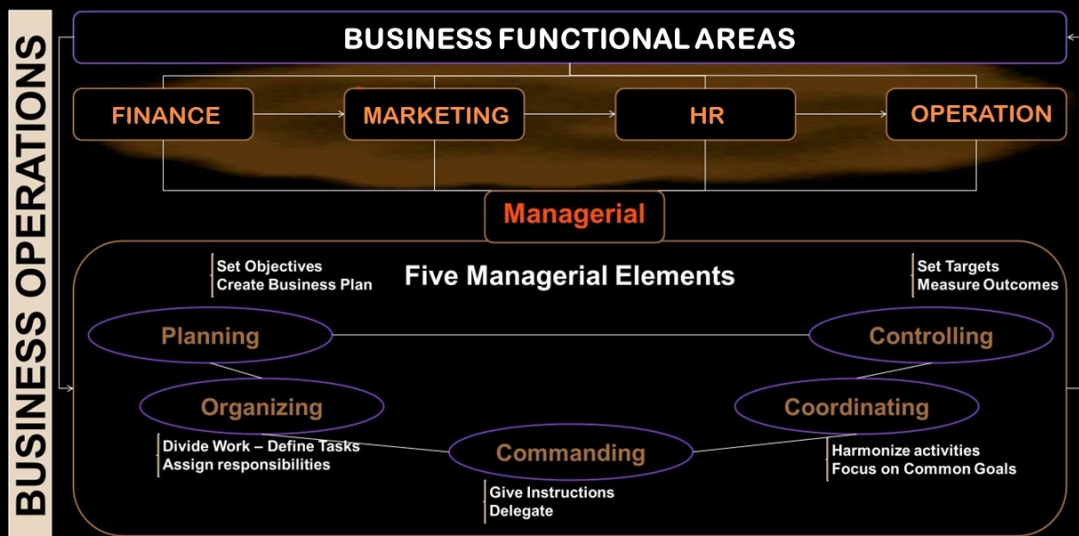 BUSINESS OPERATIONS
BUSINESS FUNCTIONAL AREAS
FINANCE
MARKETING
HR
OPERATION
Managerial
Five Managerial Elements
Set Objectives
Create Business Plan
Set Targets
Measure Outcomes
Planning
Controlling
Organizing
Coordinating
Divide Work – Define Tasks
Assign responsibilities
Commanding
Harmonize activities
Focus on Common Goals
Give Instructions
Delegate